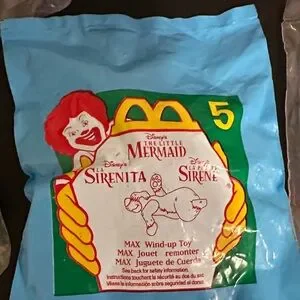 5
Disney's
THE LITTLE
MERMAID
Disney's
LA
SIRENITA
Disney
LA PETITE
SIRÈNE
MAX Wind-up Toy
MAX Jouet remonter
MAX Juguete de Cuerda
See back for safety information.
Instructions touchant la sécurité au dos du sac
Vease la información sobre seguridad al dorso